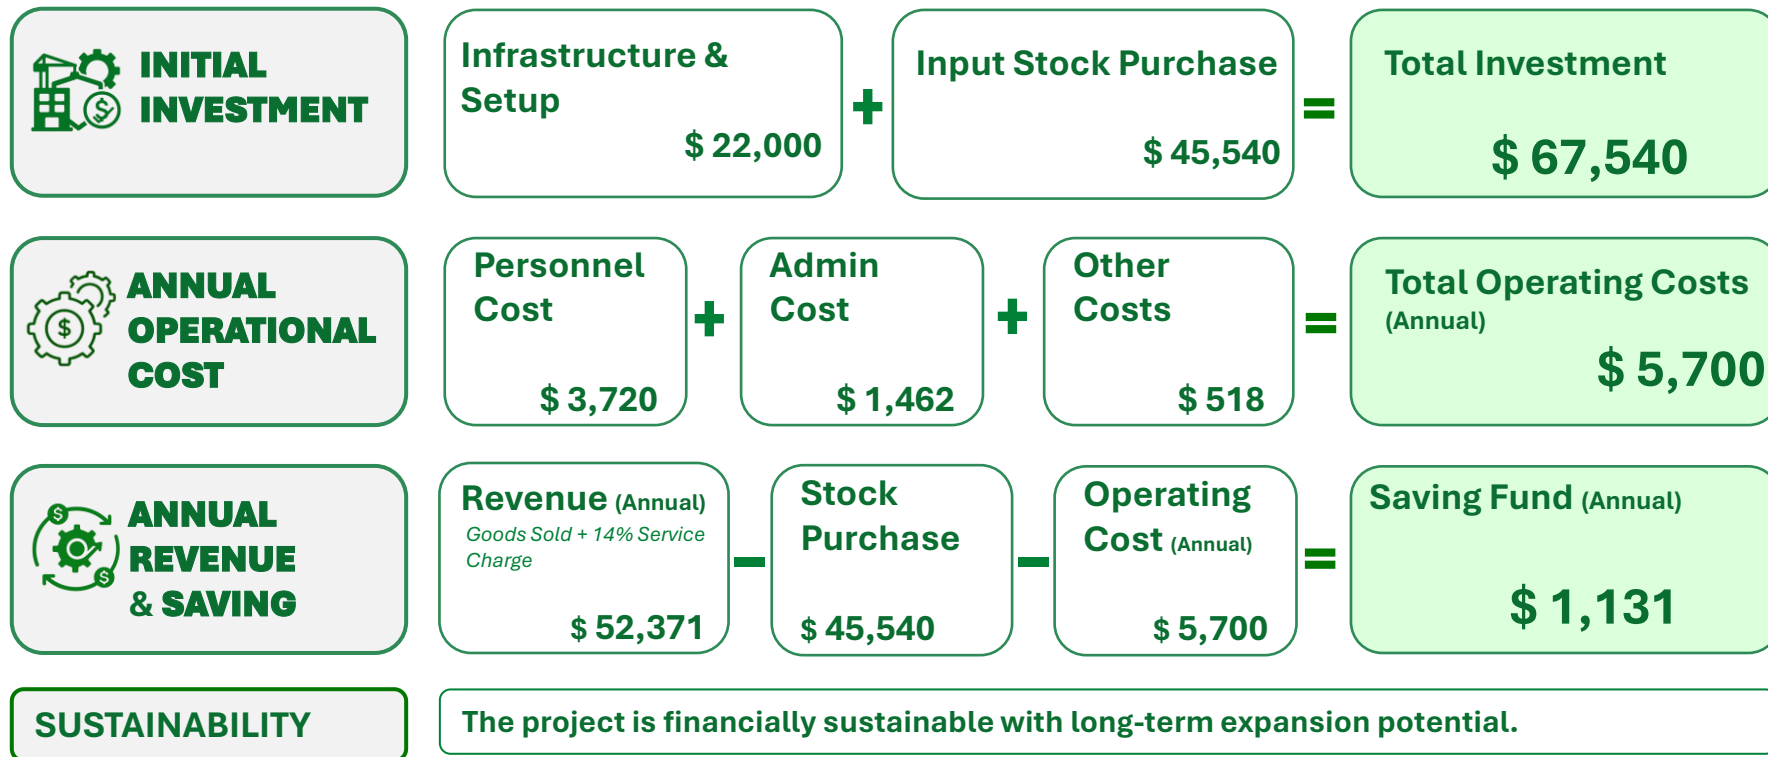 INITIAL
INVESTMENT
Infrastructure &
Setup
$ 22,000
+
Input Stock Purchase
$ 45,540
=
Total Investment
$ 67,540
ANNUAL
OPERATIONAL
COST
Personnel
Cost
$ 3,720
+
Admin
Cost
$ 1,462
+
Other
Costs
$ 518
=
Total Operating Costs
(Annual)
$ 5,700
ANNUAL
REVENUE
& SAVING
Revenue (Annual)
Goods Sold + 14% Service
Charge
$ 52,371
–
Stock
Purchase
$ 45,540
–
Operating
Cost (Annual)
$ 5,700
=
Saving Fund (Annual)
$ 1,131
SUSTAINABILITY
The project is financially sustainable with long-term expansion potential.